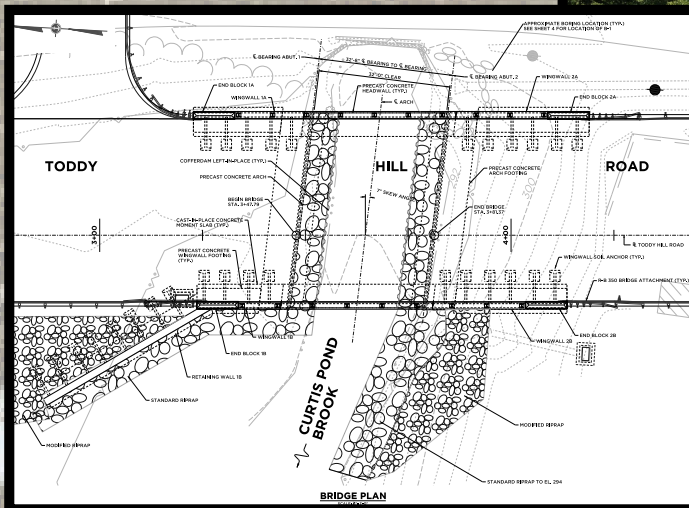 APPROXIMATE BORING LOCATION (TYP.)
SEE SHEET 4 FOR LOCATION OF B-1
℄ BEARING ABUT. 1
32'-6" ℄ BEARING TO ℄ BEARING
32'-0" CLEAR
℄ BEARING ABUT. 2
WINGWALL 2A
END BLOCK 1A
WINGWALL 1A
PRECAST CONCRETE
HEADWALL (TYP.)
END BLOCK 2A
℄ ARCH
TODDY
HILL
ROAD
COFFERDAM LEFT-IN-PLACE (TYP.)
PRECAST CONCRETE ARCH
PRECAST CONCRETE
ARCH FOOTING
7° SKEW ANGLE
BEGIN BRIDGE
STA. 3+47.79
END BRIDGE
STA. 3+81.37
CAST-IN-PLACE CONCRETE
MOMENT SLAB (TYP.)
3+00
4+00
℄ TODDY HILL ROAD
PRECAST CONCRETE
WINGWALL FOOTING
(TYP.)
WINGWALL SOIL ANCHOR (TYP.)
R-B 350 BRIDGE ATTACHMENT (TYP.)
WINGWALL 1B
END BLOCK 1B
RETAINING WALL 1B
END BLOCK 2B
WINGWALL 2B
STANDARD RIPRAP
MODIFIED RIPRAP
CURTIS POND
BROOK
MODIFIED RIPRAP
STANDARD RIPRAP TO EL. 294
BRIDGE PLAN